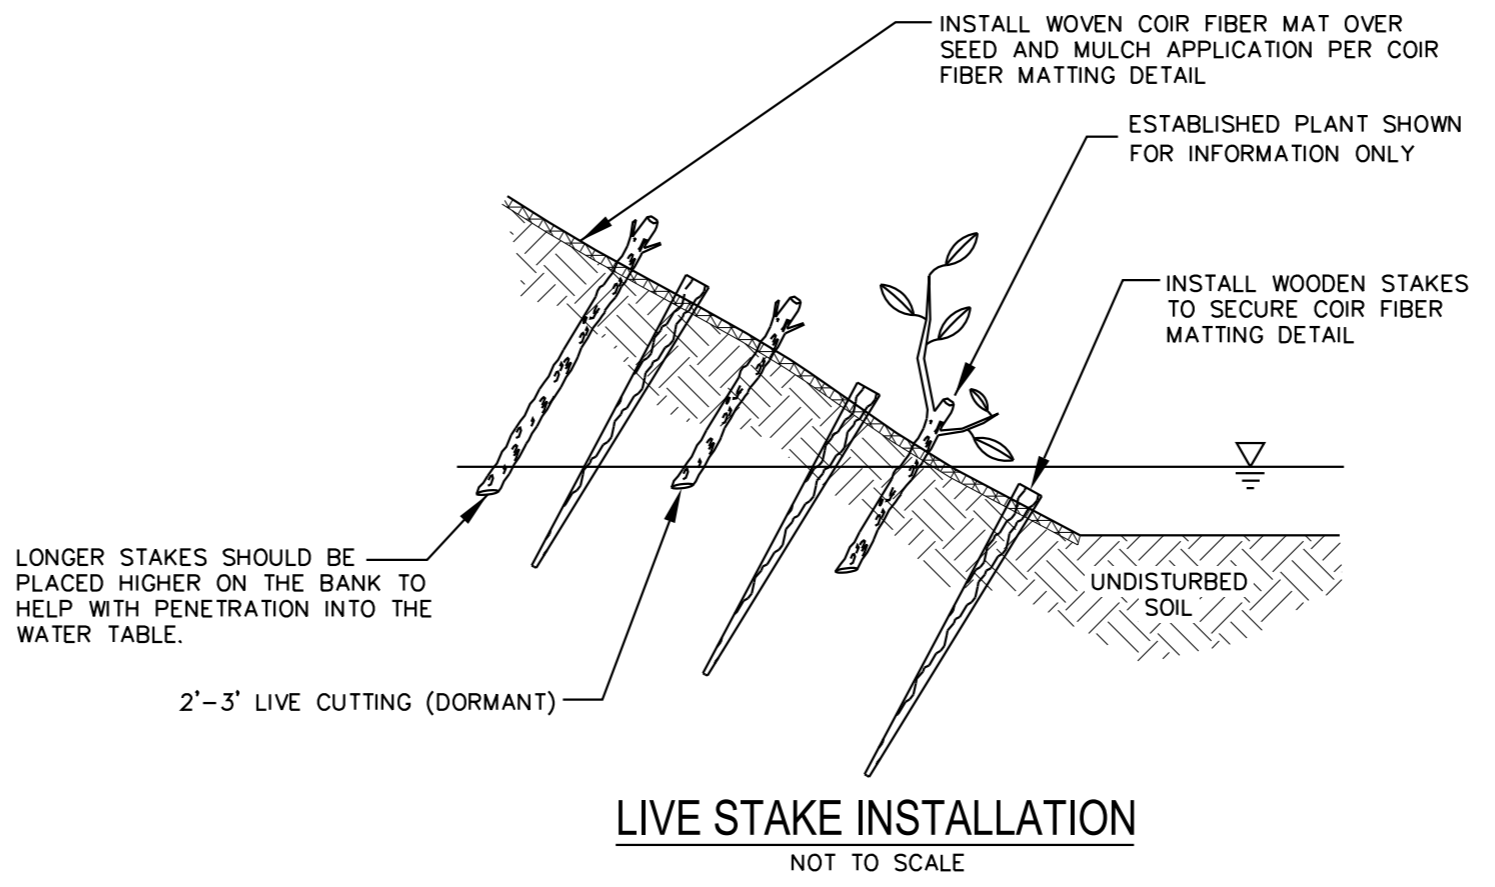 INSTALL WOVEN COIR FIBER MAT OVER
SEED AND MULCH APPLICATION PER COIR
FIBER MATTING DETAIL
ESTABLISHED PLANT SHOWN
FOR INFORMATION ONLY
INSTALL WOODEN STAKES
TO SECURE COIR FIBER
MATTING DETAIL
LONGER STAKES SHOULD BE
PLACED HIGHER ON THE BANK TO
HELP WITH PENETRATION INTO THE
WATER TABLE.
UNDISTURBED
SOIL
2'-3' LIVE CUTTING (DORMANT)
LIVE STAKE INSTALLATION
NOT TO SCALE